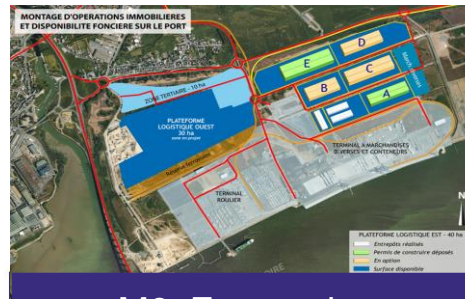 MONTAGE D'OPERATIONS IMMOBILIERES
ET DISPONIBILITE FONCIERE SUR LE PORT
D
E
C
B
A
ZONE TERTIAIRE - 10 ha
PLATEFORME
LOGISTIQUE OUEST
30 ha
Réserve ferroviaire
TERMINAL A MARCHANDISES
DIVERSES ET CONTENEURS
TERMINAL
ROULIER
N
PLATEFORME LOGISTIQUE EST - 40 ha
Entrepôts réalisés
Permis de construire déposés
En option
Surface disponible